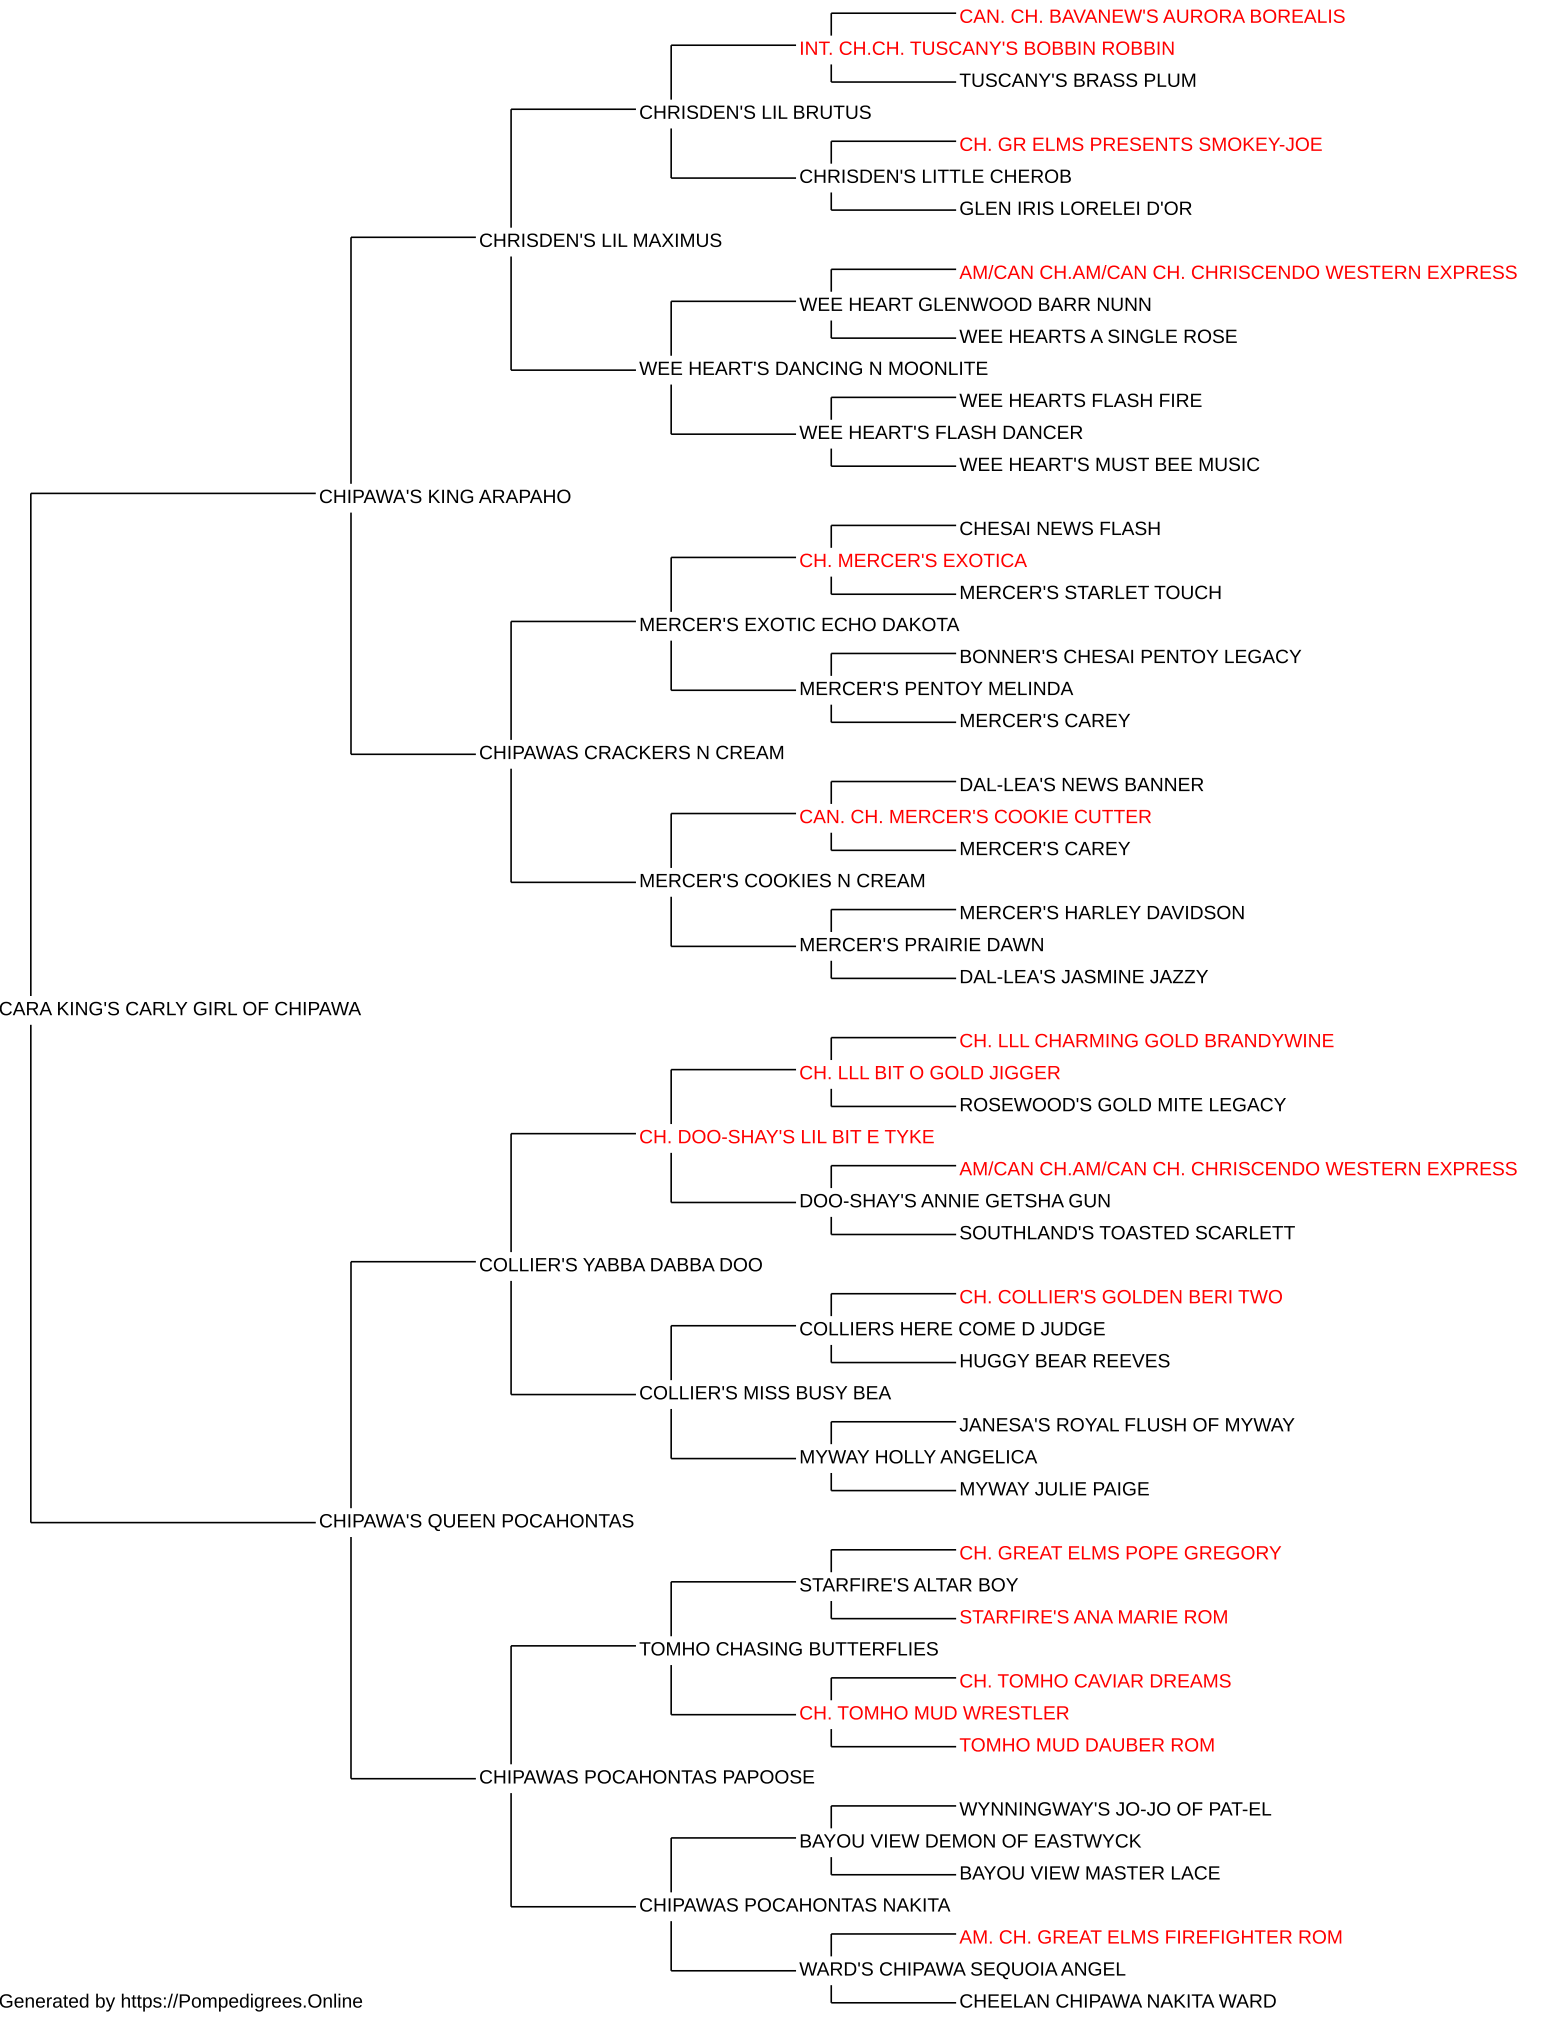 CAN. CH. BAVANEW'S AURORA BOREALIS
INT. CH.CH. TUSCANY'S BOBBIN ROBBIN
TUSCANY'S BRASS PLUM
CHRISDEN'S LIL BRUTUS
CH. GR ELMS PRESENTS SMOKEY-JOE
CHRISDEN'S LITTLE CHEROB
GLEN IRIS LORELEI D'OR
CHRISDEN'S LIL MAXIMUS
AM/CAN CH.AM/CAN CH. CHRISCENDO WESTERN EXPRESS
WEE HEART GLENWOOD BARR NUNN
WEE HEARTS A SINGLE ROSE
WEE HEART'S DANCING N MOONLITE
WEE HEARTS FLASH FIRE
WEE HEART'S FLASH DANCER
WEE HEART'S MUST BEE MUSIC
CHIPAWA'S KING ARAPAHO
CHESAI NEWS FLASH
CH. MERCER'S EXOTICA
MERCER'S STARLET TOUCH
MERCER'S EXOTIC ECHO DAKOTA
BONNER'S CHESAI PENTOY LEGACY
MERCER'S PENTOY MELINDA
MERCER'S CAREY
CHIPAWAS CRACKERS N CREAM
DAL-LEA'S NEWS BANNER
CAN. CH. MERCER'S COOKIE CUTTER
MERCER'S CAREY
MERCER'S COOKIES N CREAM
MERCER'S HARLEY DAVIDSON
MERCER'S PRAIRIE DAWN
DAL-LEA'S JASMINE JAZZY
CARA KING'S CARLY GIRL OF CHIPAWA
CH. LLL CHARMING GOLD BRANDYWINE
CH. LLL BIT O GOLD JIGGER
ROSEWOOD'S GOLD MITE LEGACY
CH. DOO-SHAY'S LIL BIT E TYKE
AM/CAN CH.AM/CAN CH. CHRISCENDO WESTERN EXPRESS
DOO-SHAY'S ANNIE GETSHA GUN
SOUTHLAND'S TOASTED SCARLETT
COLLIER'S YABBA DABBA DOO
CH. COLLIER'S GOLDEN BERI TWO
COLLIERS HERE COME D JUDGE
HUGGY BEAR REEVES
COLLIER'S MISS BUSY BEA
JANESA'S ROYAL FLUSH OF MYWAY
MYWAY HOLLY ANGELICA
MYWAY JULIE PAIGE
CHIPAWA'S QUEEN POCAHONTAS
CH. GREAT ELMS POPE GREGORY
STARFIRE'S ALTAR BOY
STARFIRE'S ANA MARIE ROM
TOMHO CHASING BUTTERFLIES
CH. TOMHO CAVIAR DREAMS
CH. TOMHO MUD WRESTLER
TOMHO MUD DAUBER ROM
CHIPAWAS POCAHONTAS PAPOOSE
WYNNINGWAY'S JO-JO OF PAT-EL
BAYOU VIEW DEMON OF EASTWYCK
BAYOU VIEW MASTER LACE
CHIPAWAS POCAHONTAS NAKITA
AM. CH. GREAT ELMS FIREFIGHTER ROM
WARD'S CHIPAWA SEQUOIA ANGEL
CHEELAN CHIPAWA NAKITA WARD
Generated by https://Pompedigrees.Online